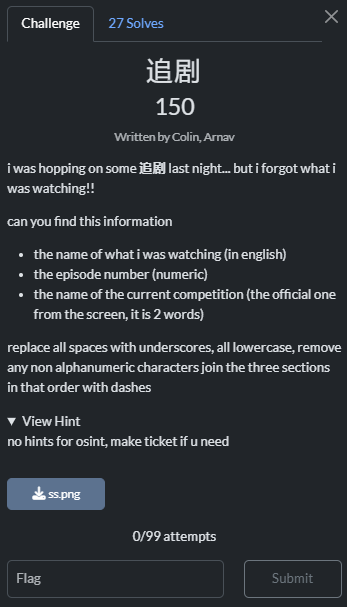 Challenge
27 Solves
追剧
150
Written by Colin, Arnav
i was hopping on some 追剧 last night... but i forgot what i
was watching!!
can you find this information
the name of what i was watching (in english)
the episode number (numeric)
the name of the current competition (the official one
from the screen, it is 2 words)
replace all spaces with underscores, all lowercase, remove
any non alphanumeric characters join the three sections
in that order with dashes
▼ View Hint
no hints for osint, make ticket if u need
ss.png
0/99 attempts
Flag
Submit